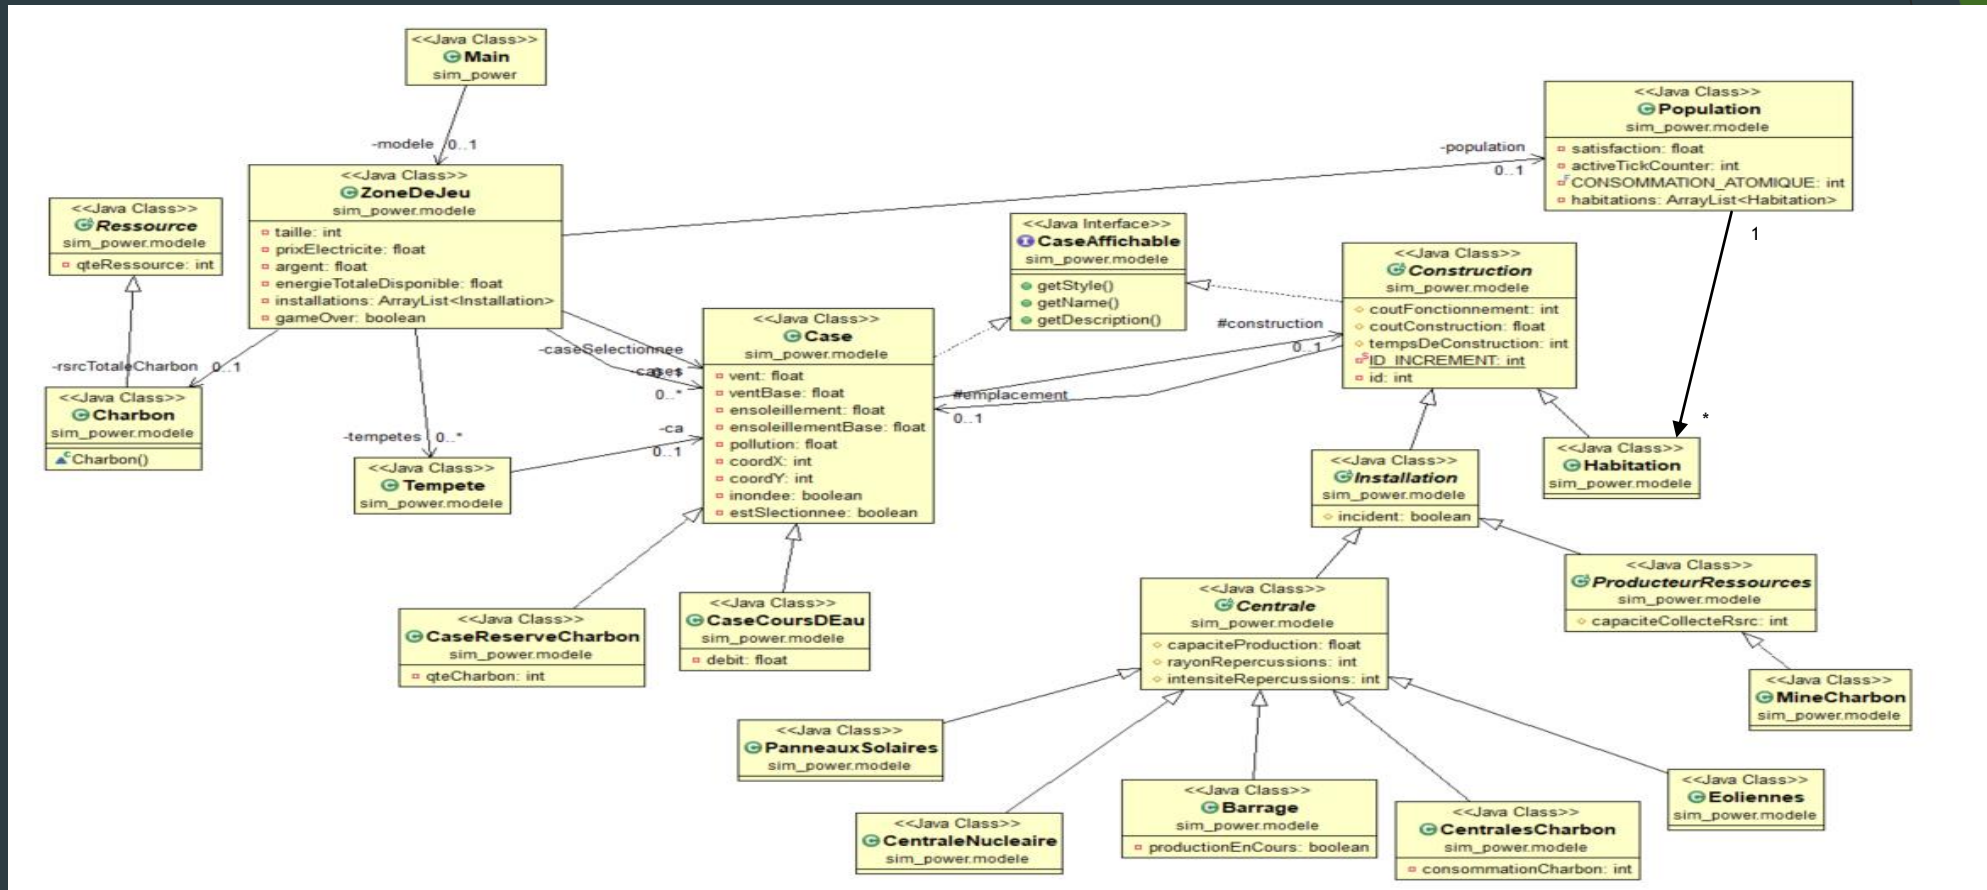 <<Java Class>>
Main
sim_power
-modele
0..1
<<Java Class>>
ZoneDeJeu
sim_power.modele
taille: int
prixElectricite: float
argent: float
energieTotaleDisponible: float
installations: ArrayList<Installation>
gameOver: boolean
-population
0..1
<<Java Class>>
Population
sim_power.modele
satisfaction: float
activeTickCounter: int
CONSOMMATION_ATOMIQUE: int
habitations: ArrayList<Habitation>
1
*
<<Java Class>>
Ressource
sim_power.modele
qteRessource: int
-rsrcTotaleCharbon
0..1
<<Java Class>>
Charbon
sim_power.modele
Charbon()
-tempetes
0..*
<<Java Class>>
Tempete
sim_power.modele
-ca
0..1
-caseSelectionnee
-cases
0..*
<<Java Class>>
Case
sim_power.modele
vent: float
ventBase: float
ensoleillement: float
ensoleillementBase: float
pollution: float
coordX: int
coordY: int
inondee: boolean
estSlectionnee: boolean
<<Java Interface>>
CaseAffichable
sim_power.modele
getStyle()
getName()
getDescription()
#construction
0..1
#emplacement
0..1
<<Java Class>>
Construction
sim_power.modele
coutFonctionnement: int
coutConstruction: float
tempsDeConstruction: int
ID_INCREMENT: int
id: int
<<Java Class>>
Installation
sim_power.modele
incident: boolean
<<Java Class>>
Habitation
sim_power.modele
<<Java Class>>
CaseReserveCharbon
sim_power.modele
qteCharbon: int
<<Java Class>>
CaseCoursDEau
sim_power.modele
debit: float
<<Java Class>>
Centrale
sim_power.modele
capaciteProduction: float
rayonRepercussions: int
intensiteRepercussions: int
<<Java Class>>
ProducteurRessources
sim_power.modele
capaciteCollecteRsrc: int
<<Java Class>>
MineCharbon
sim_power.modele
<<Java Class>>
PanneauxSolaires
sim_power.modele
<<Java Class>>
CentraleNucleaire
sim_power.modele
<<Java Class>>
Barrage
sim_power.modele
productionEnCours: boolean
<<Java Class>>
CentralesCharbon
sim_power.modele
consommationCharbon: int
<<Java Class>>
Eoliennes
sim_power.modele